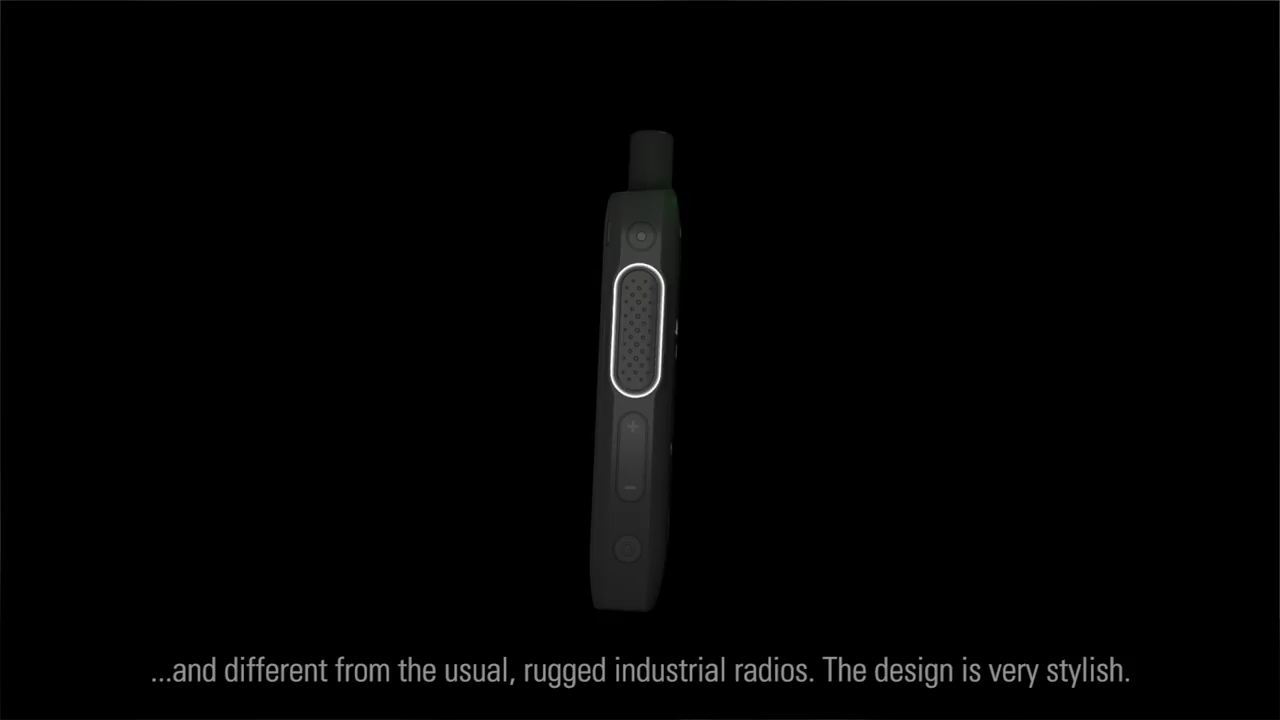 ...and different from the usual, rugged industrial radios. The design is very stylish.